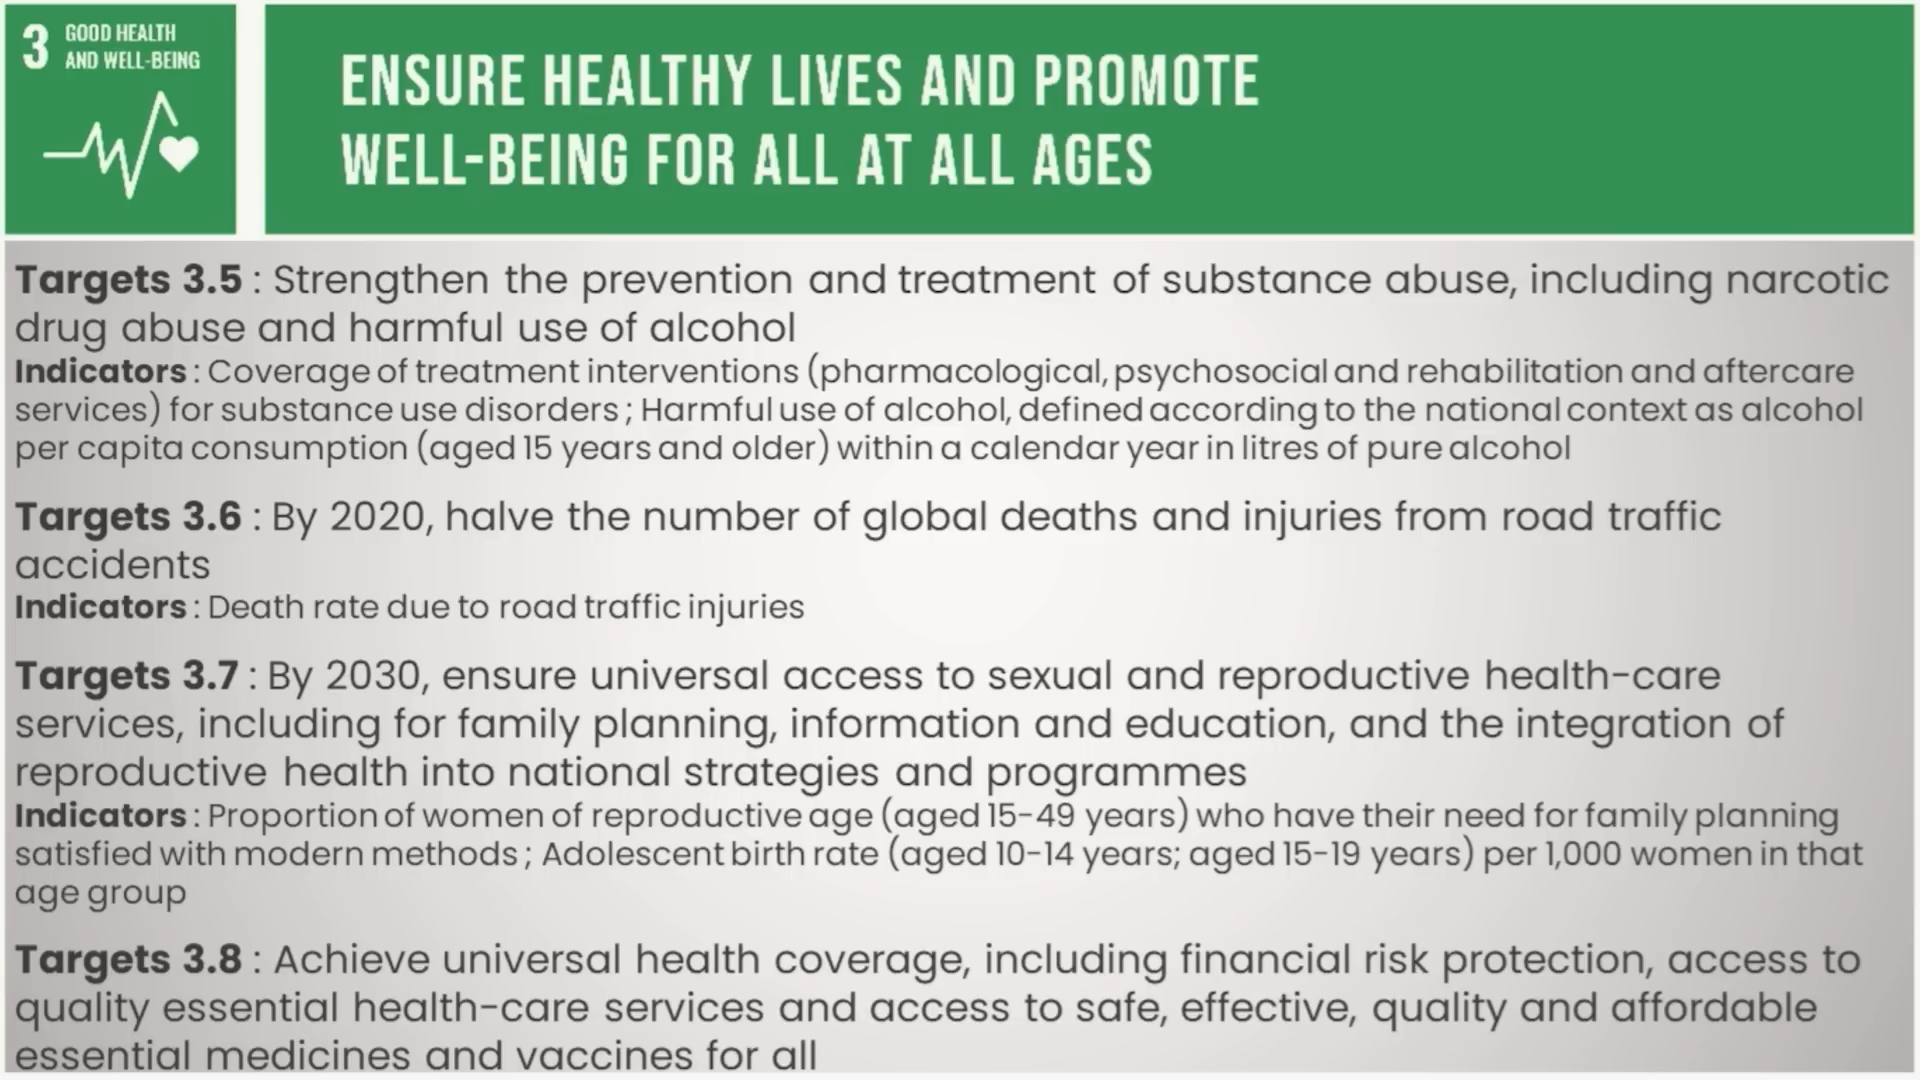 3 GOOD HEALTH
AND WELL-BEING
ENSURE HEALTHY LIVES AND PROMOTE
WELL-BEING FOR ALL AT ALL AGES
Targets 3.5 : Strengthen the prevention and treatment of substance abuse, including narcotic
drug abuse and harmful use of alcohol
Indicators : Coverage of treatment interventions (pharmacological, psychosocial and rehabilitation and aftercare
services) for substance use disorders ; Harmful use of alcohol, defined according to the national context as alcohol
per capita consumption (aged 15 years and older) within a calendar year in litres of pure alcohol
Targets 3.6 : By 2020, halve the number of global deaths and injuries from road traffic
accidents
Indicators : Death rate due to road traffic injuries
Targets 3.7 : By 2030, ensure universal access to sexual and reproductive health-care
services, including for family planning, information and education, and the integration of
reproductive health into national strategies and programmes
Indicators : Proportion of women of reproductive age (aged 15-49 years) who have their need for family planning
satisfied with modern methods ; Adolescent birth rate (aged 10-14 years; aged 15-19 years) per 1,000 women in that
age group
Targets 3.8 : Achieve universal health coverage, including financial risk protection, access to
quality essential health-care services and access to safe, effective, quality and affordable
essential medicines and vaccines for all